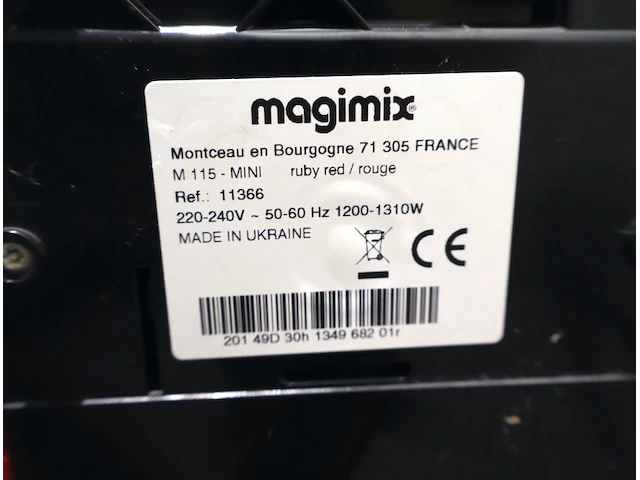 magimix®
Montceau en Bourgogne 71 305 FRANCE
M 115 - MINI ruby red / rouge
Ref.: 11366
220-240V ~ 50-60 Hz 1200-1310W
MADE IN UKRAINE
CE
201 49D 30h 1349 682 01r